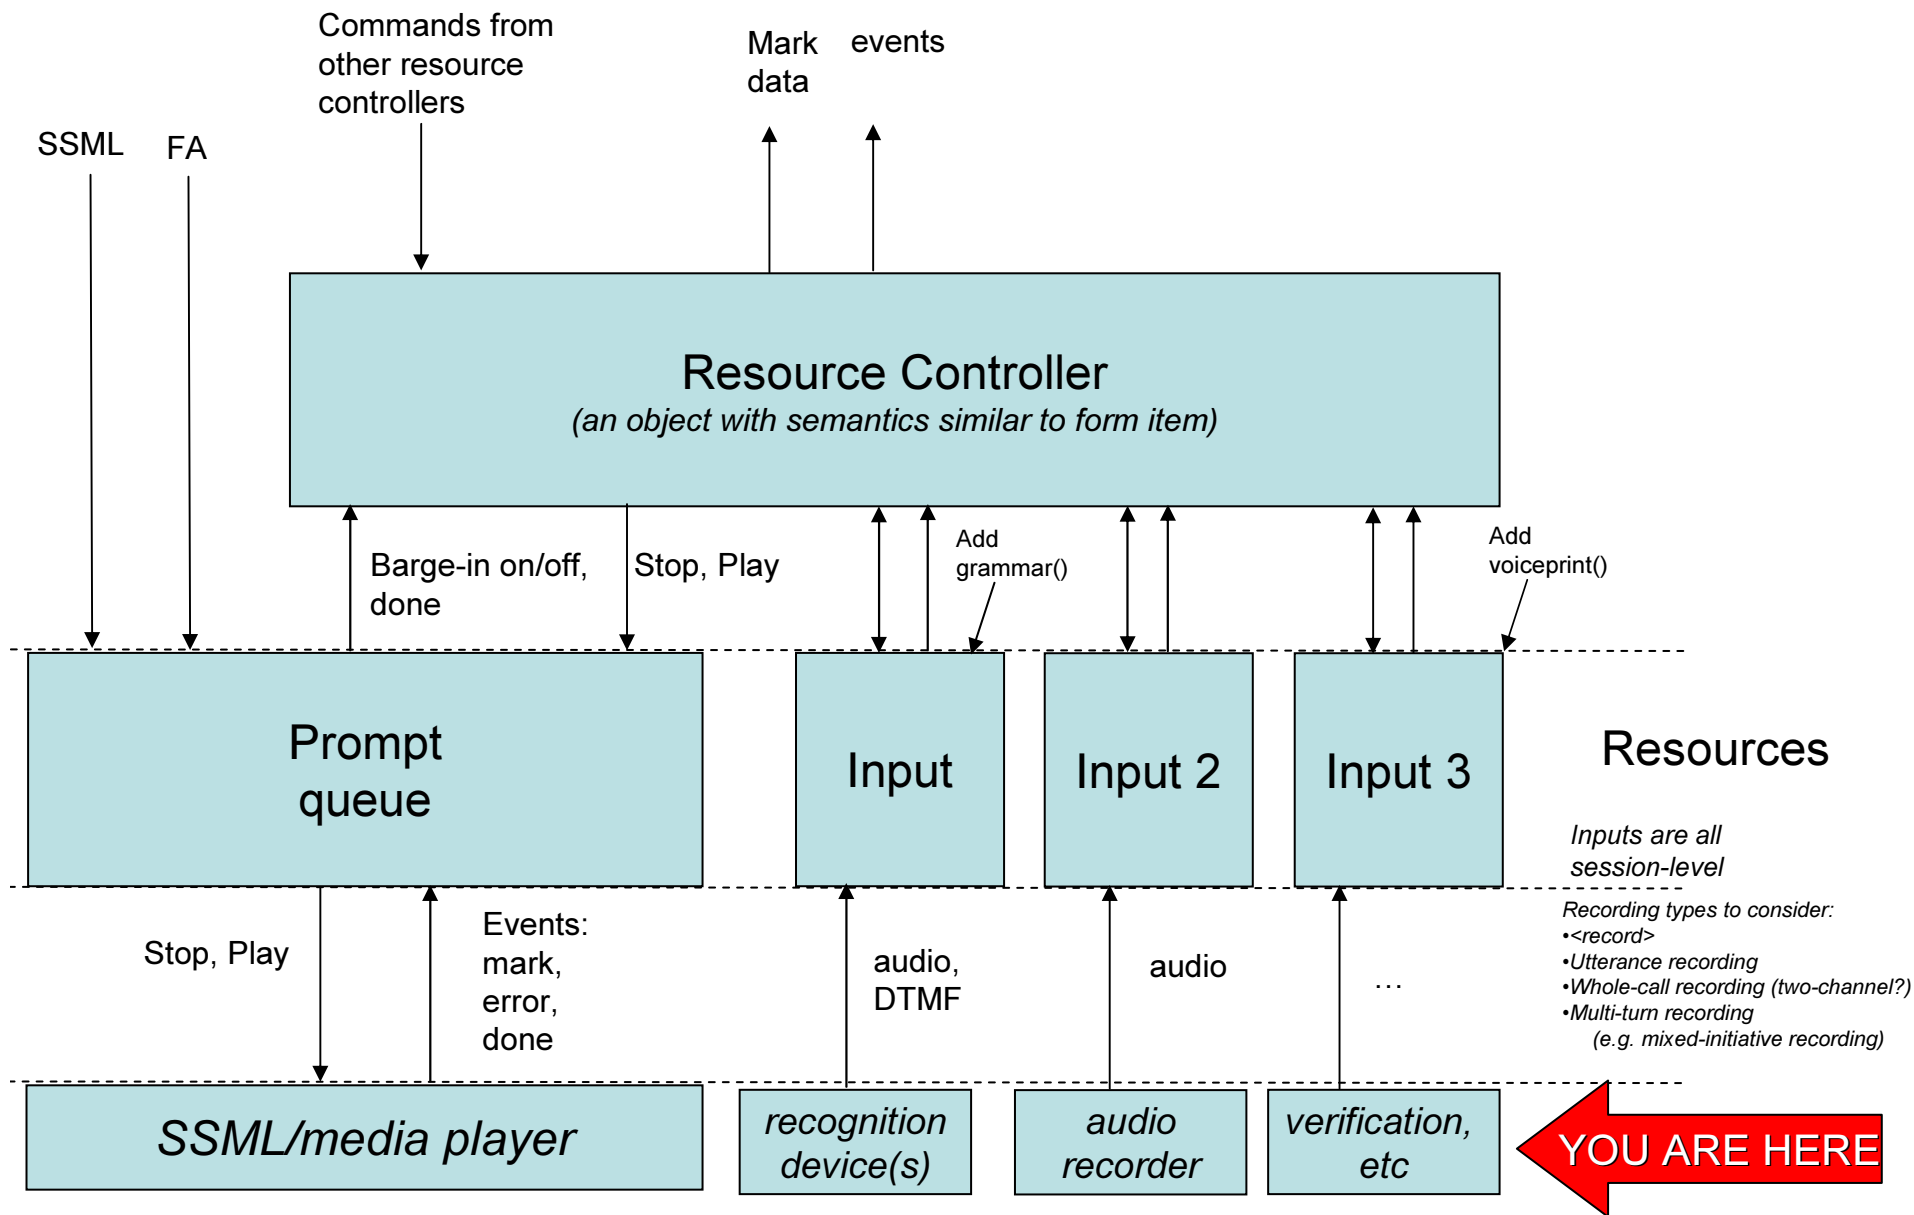 Commands from
other resource
controllers
Mark
data
events
SSML
FA
Resource Controller
(an object with semantics similar to form item)
Barge-in on/off,
done
Stop, Play
Add
grammar()
Add
voiceprint()
Prompt
queue
Input
Input 2
Input 3
Resources
Inputs are all
session-level
Stop, Play
Events:
mark,
error,
done
audio,
DTMF
audio
…
Recording types to consider:
•<record>
•Utterance recording
•Whole-call recording (two-channel?)
•Multi-turn recording
(e.g. mixed-initiative recording)
SSML/media player
recognition
device(s)
audio
recorder
verification,
etc
YOU ARE HERE